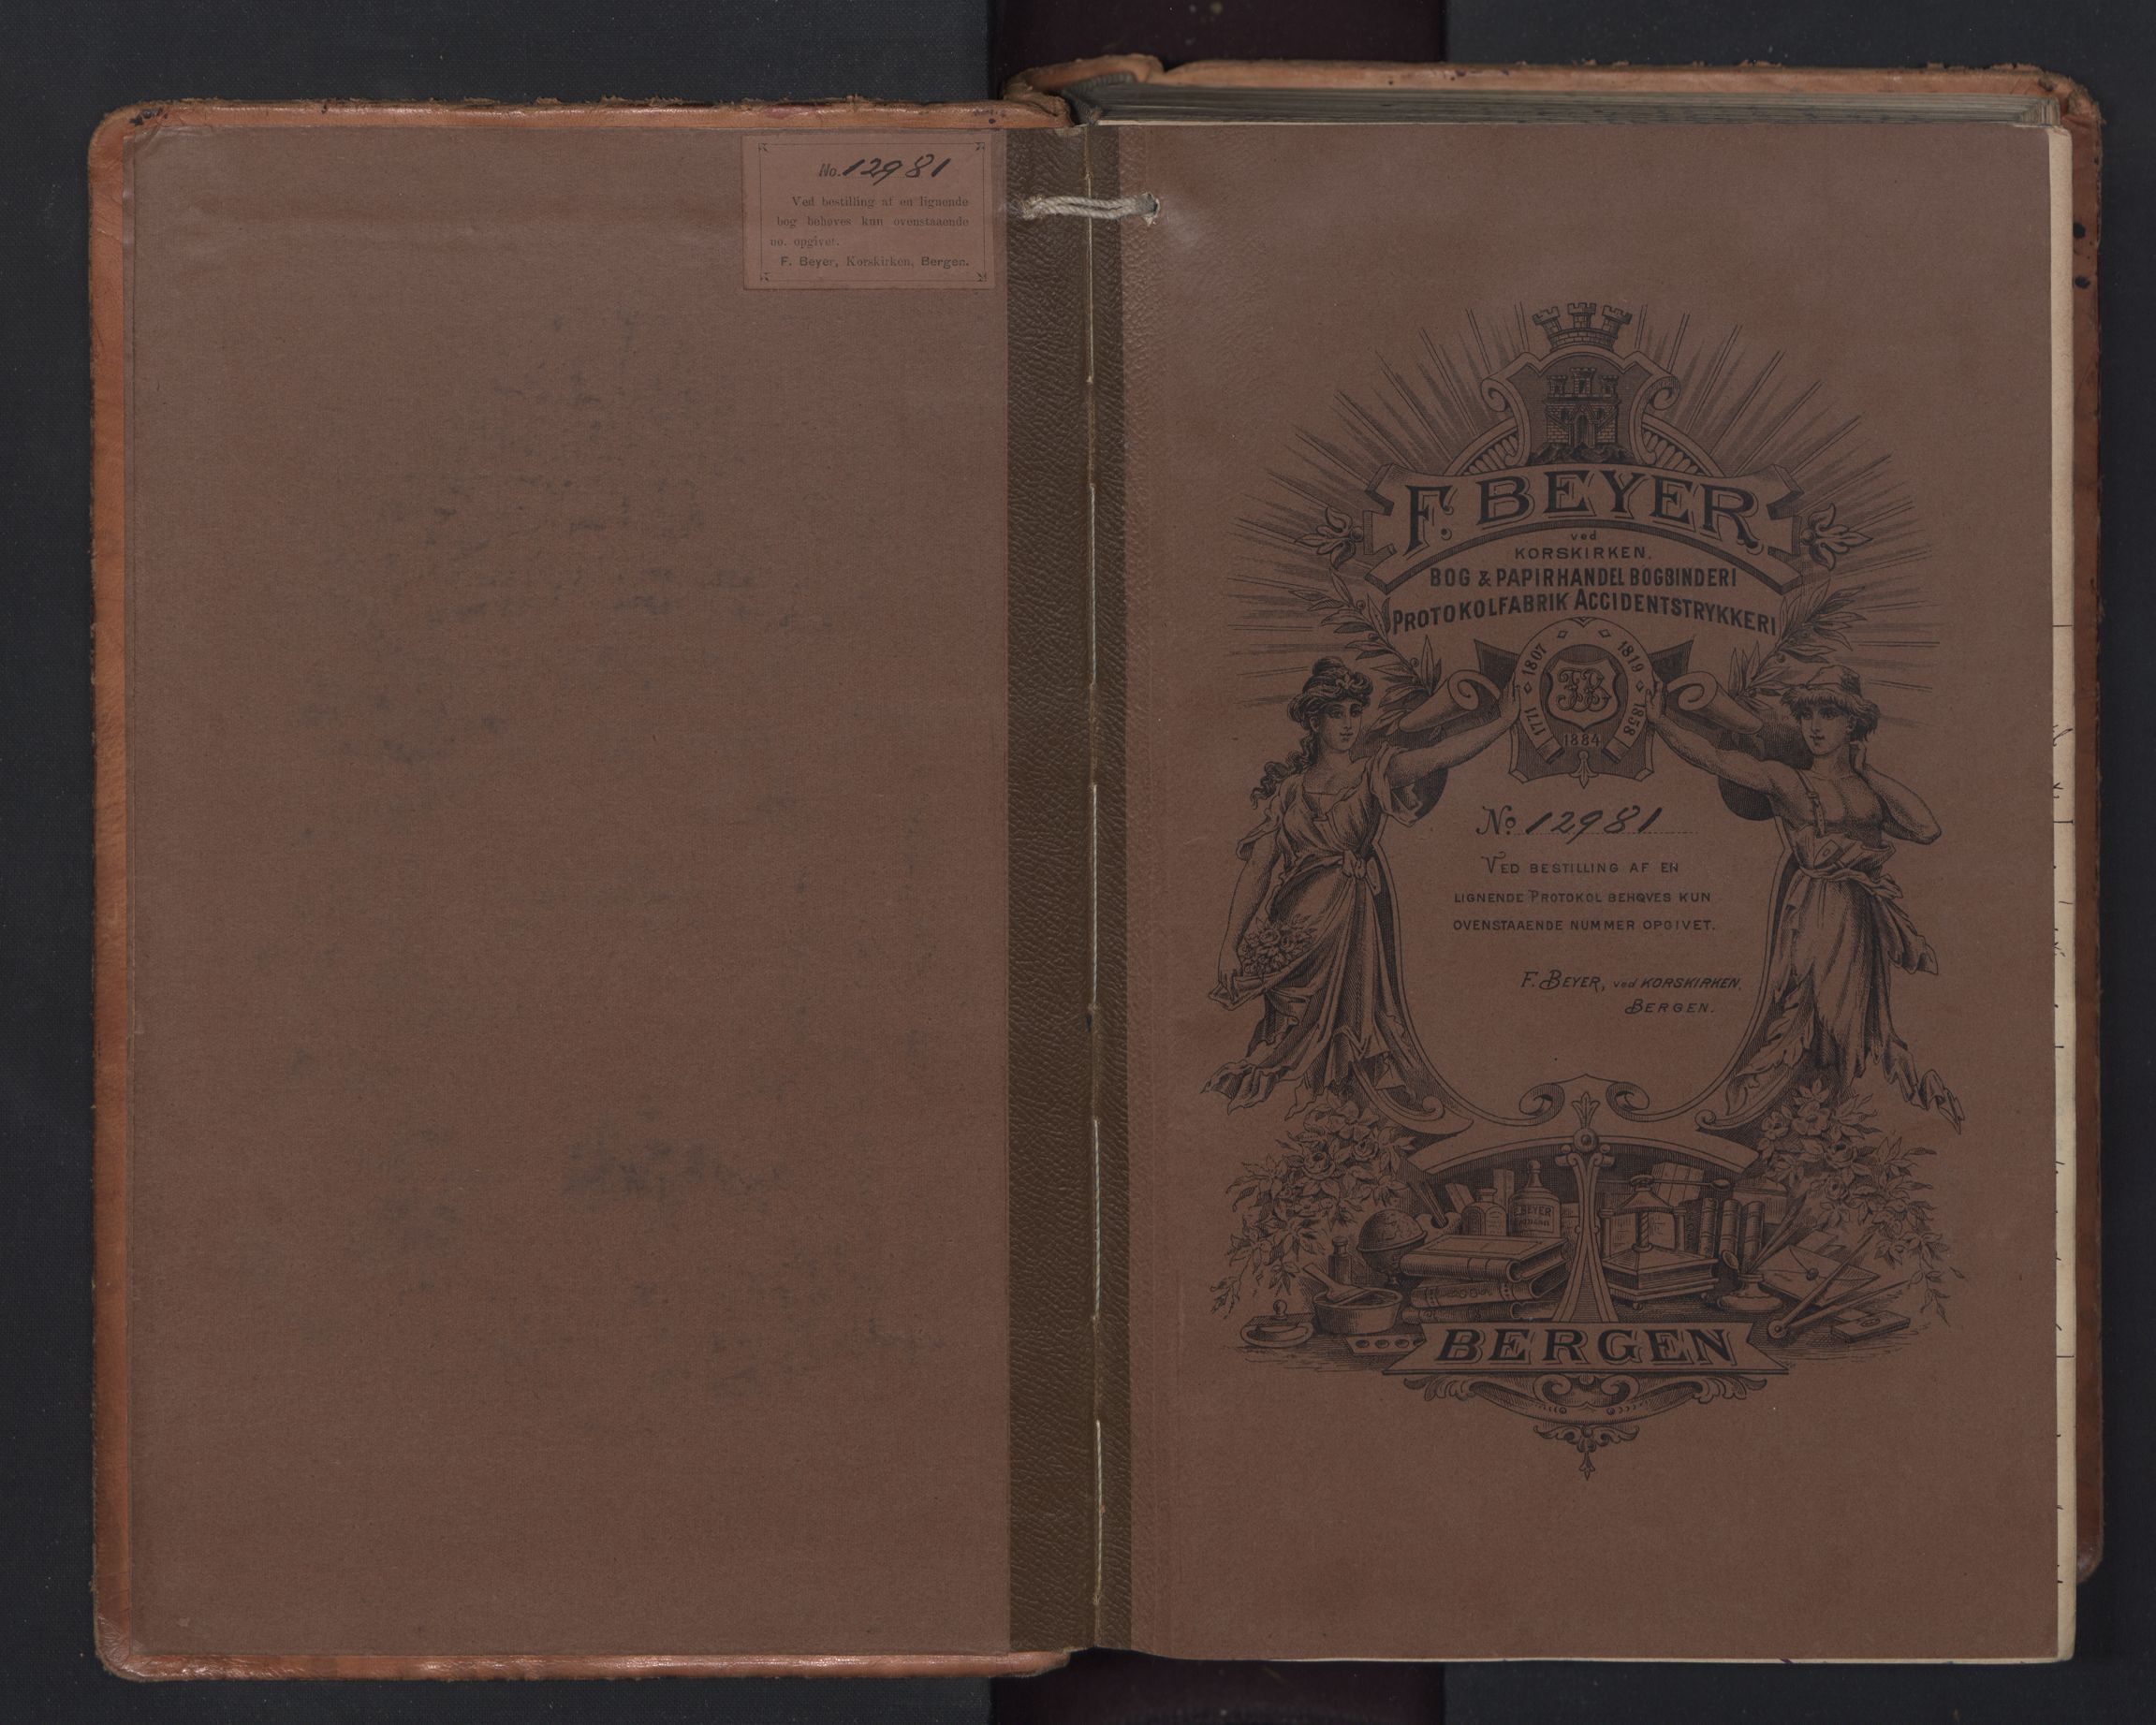 No. 12981
Ved bestilling af en lignende
bog behøves kun ovenstaaende
no. opgivet.
F. Beyer, Korskirken, Bergen.
F. BEYER.
ved
KORSKIRKEN.
BOG & PAPIRHANDEL BOGBINDERI
PROTOKOLFABRIK ACCIDENTSTRYKKERI
1771 1807 1819 1858
1884
No 12981
VED BESTILLING AF EN
LIGNENDE PROTOKOL BEHØVES KUN
OVENSTAAENDE NUMMER OPGIVET.
F. BEYER, ved KORSKIRKEN,
BERGEN.
F. BEYER
BERGEN